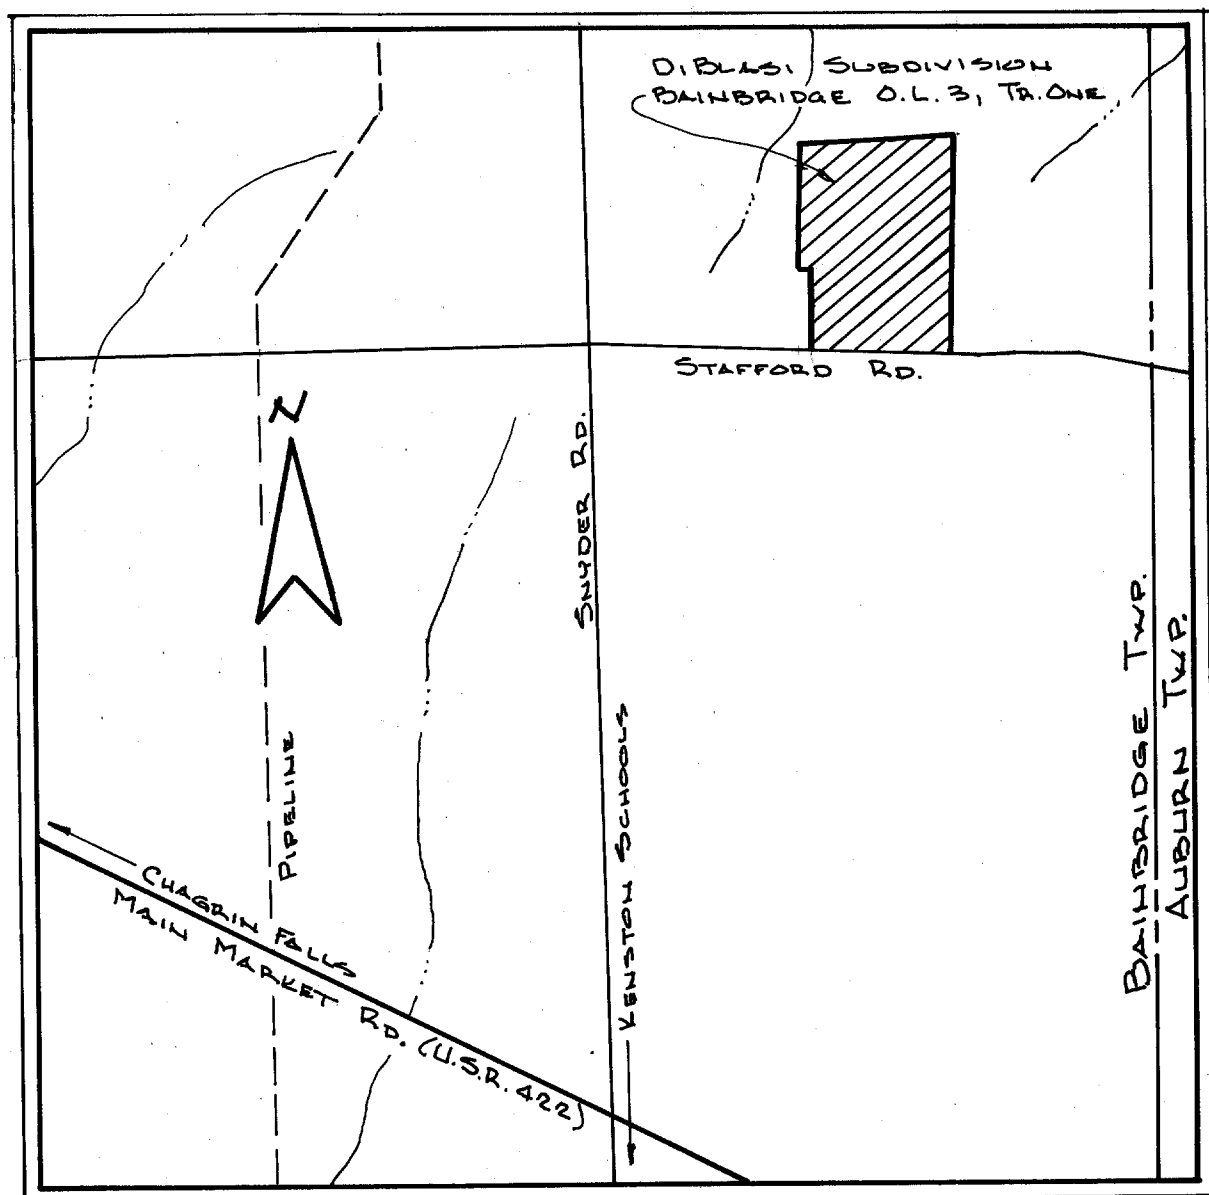 DiBlasi Subdivision
Bainbridge O.L. 3, Tr. One
Stafford Rd.
N
Snyder Rd.
Pipeline
Kenston Schools
Bainbridge Twp.
Auburn Twp.
Chagrin Falls
Main Market Rd. (U.S.R. 422)